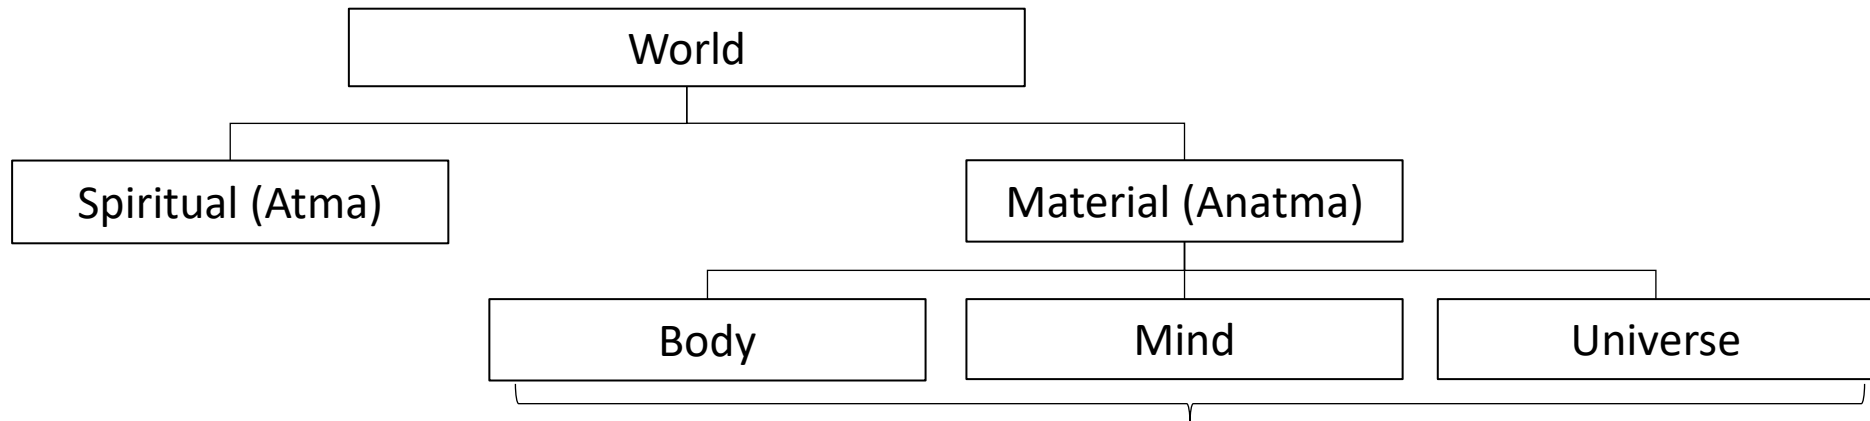 World
Spiritual (Atma)
Material (Anatma)
Body
Mind
Universe